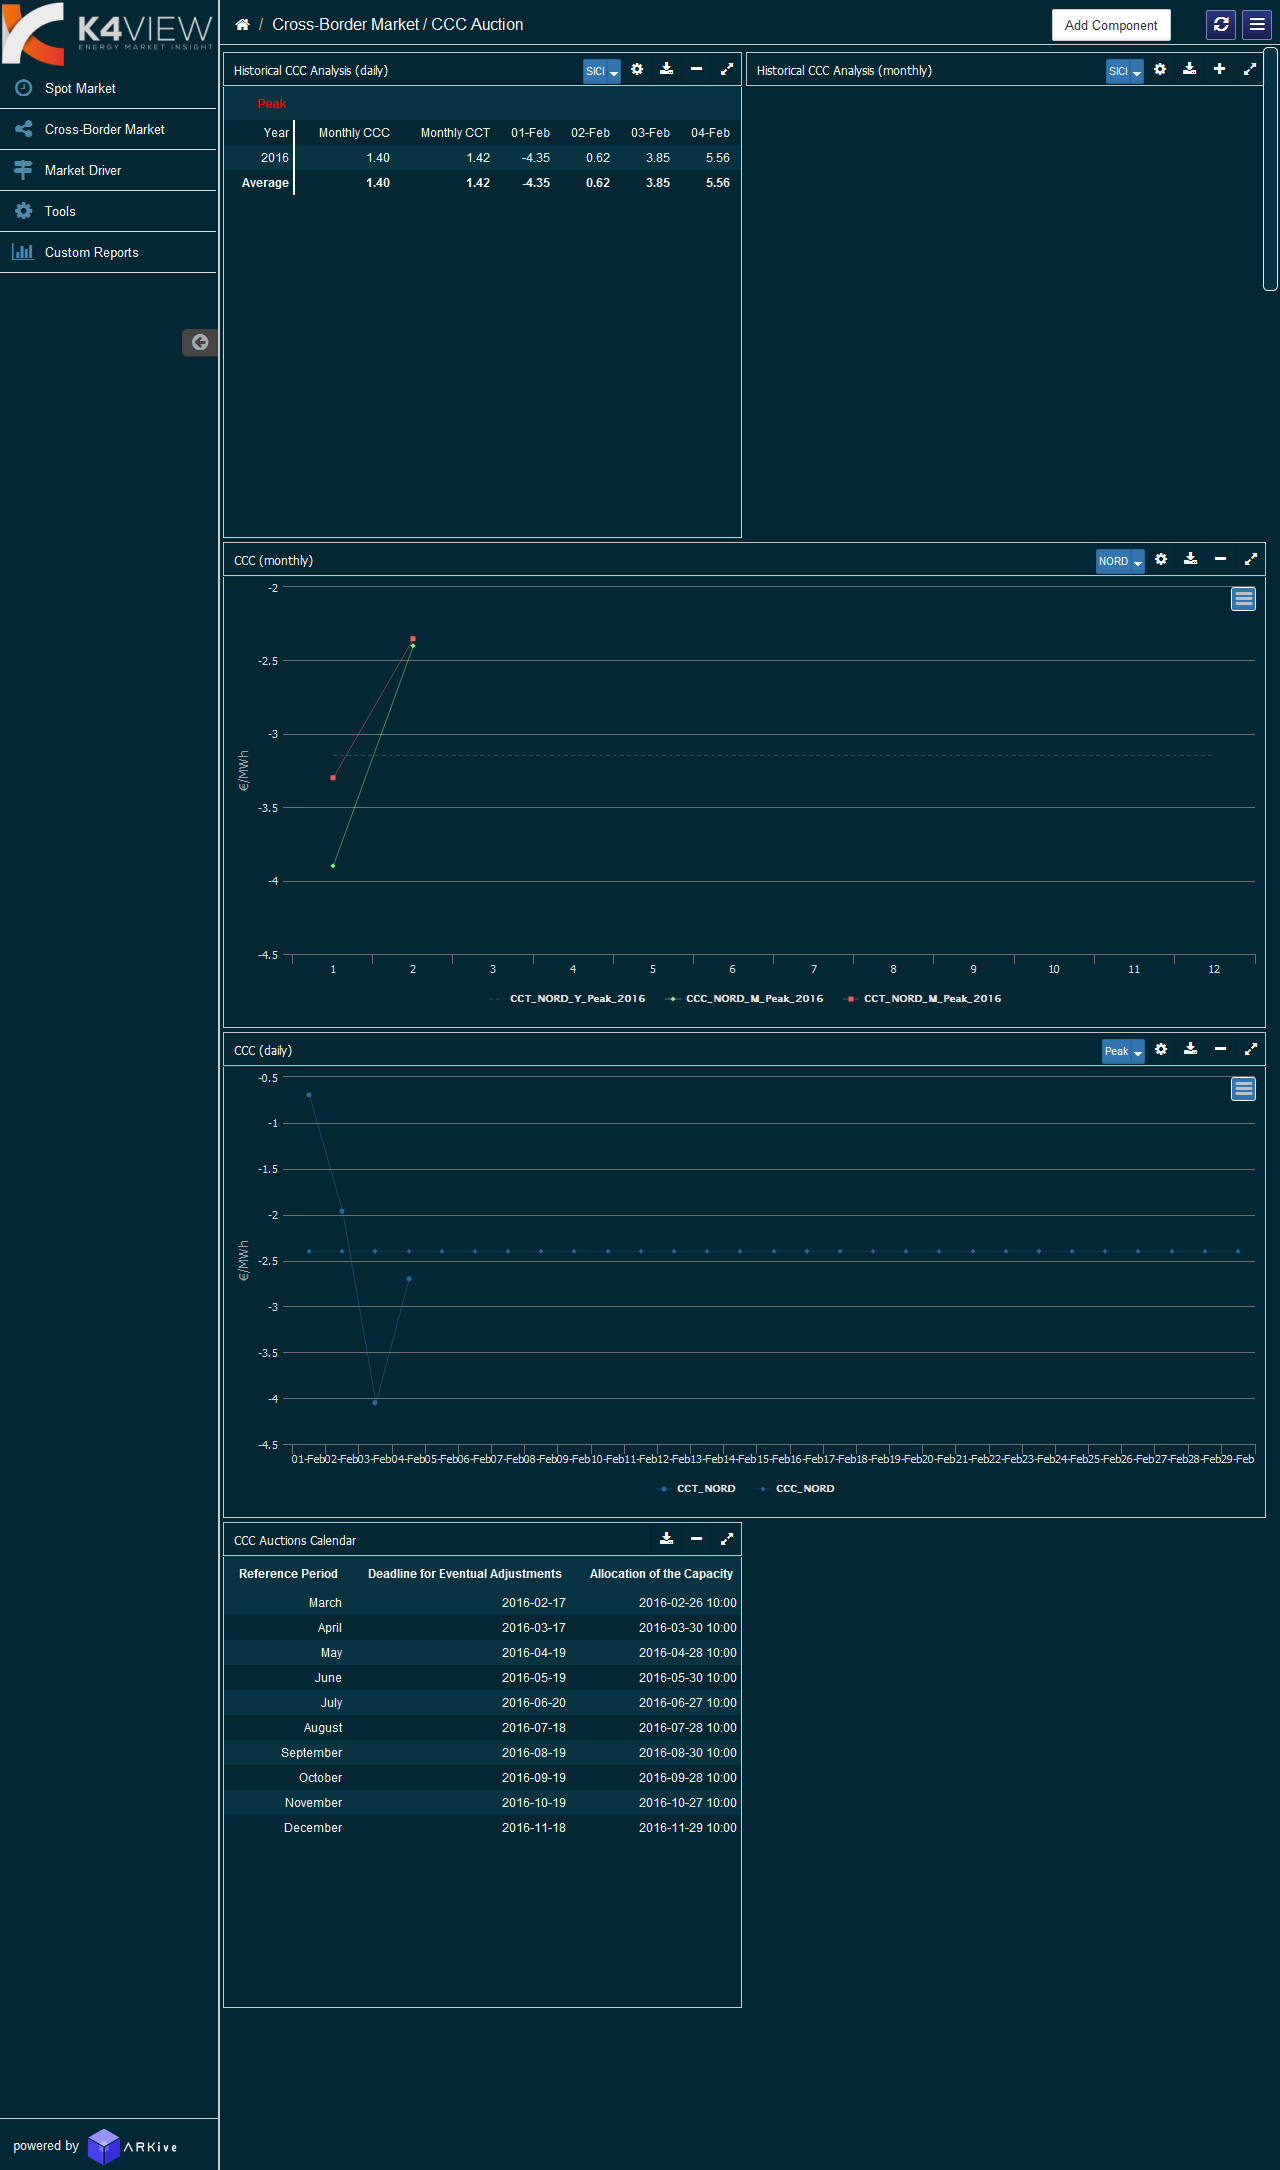 K4VIEW
ENERGY MARKET INSIGHT
/ Cross-Border Market / CCC Auction
Add Component
Spot Market
Cross-Border Market
Market Driver
Tools
Custom Reports
Historical CCC Analysis (daily)
SICI
Peak
Year Monthly CCC Monthly CCT 01-Feb 02-Feb 03-Feb 04-Feb
2016 1.40 1.42 -4.35 0.62 3.85 5.56
Average 1.40 1.42 -4.35 0.62 3.85 5.56
Historical CCC Analysis (monthly)
SICI
CCC (monthly)
NORD
-2
-2.5
-3
-3.5
-4
-4.5
€/MWh
1 2 3 4 5 6 7 8 9 10 11 12
CCT_NORD_Y_Peak_2016 CCC_NORD_M_Peak_2016 CCT_NORD_M_Peak_2016
CCC (daily)
Peak
-0.5
-1
-1.5
-2
-2.5
-3
-3.5
-4
-4.5
€/MWh
01-Feb 02-Feb 03-Feb 04-Feb 05-Feb 06-Feb 07-Feb 08-Feb 09-Feb 10-Feb 11-Feb 12-Feb 13-Feb 14-Feb 15-Feb 16-Feb 17-Feb 18-Feb 19-Feb 20-Feb 21-Feb 22-Feb 23-Feb 24-Feb 25-Feb 26-Feb 27-Feb 28-Feb 29-Feb
CCT_NORD CCC_NORD
CCC Auctions Calendar
Reference Period Deadline for Eventual Adjustments Allocation of the Capacity
March 2016-02-17 2016-02-26 10:00
April 2016-03-17 2016-03-30 10:00
May 2016-04-19 2016-04-28 10:00
June 2016-05-19 2016-05-30 10:00
July 2016-06-20 2016-06-27 10:00
August 2016-07-18 2016-07-28 10:00
September 2016-08-19 2016-08-30 10:00
October 2016-09-19 2016-09-28 10:00
November 2016-10-19 2016-10-27 10:00
December 2016-11-18 2016-11-29 10:00
powered by ARKive